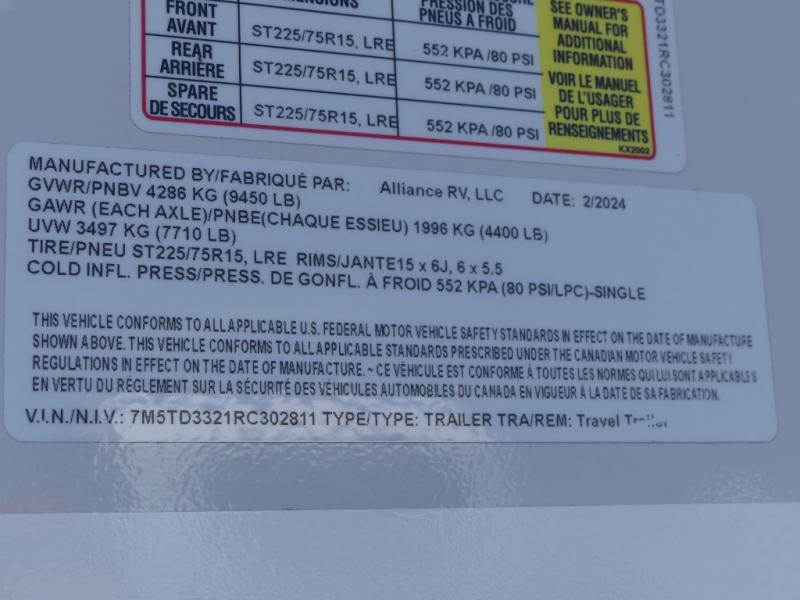 FRONT
AVANT
ST225/75R15, LRE
552 KPA /80 PSI
REAR
ARRIÈRE
ST225/75R15, LRE
552 KPA /80 PSI
SPARE
DE SECOURS
ST225/75R15, LRE
552 KPA /80 PSI
PRESSION DES
PNEUS A FROID
SEE OWNER'S
MANUAL FOR
ADDITIONAL
INFORMATION
VOIR LE MANUEL
DE L'USAGER
POUR PLUS DE
RENSEIGNEMENTS
KX2002
TD3321RC302811
MANUFACTURED BY/FABRIQUÉ PAR: Alliance RV, LLC DATE: 2/2024
GVWR/PNBV 4286 KG (9450 LB)
GAWR (EACH AXLE)/PNBE(CHAQUE ESSIEU) 1996 KG (4400 LB)
UVW 3497 KG (7710 LB)
TIRE/PNEU ST225/75R15, LRE RIMS/JANTE15 x 6J, 6 x 5.5
COLD INFL. PRESS/PRESS. DE GONFL. À FROID 552 KPA (80 PSI/LPC)-SINGLE
THIS VEHICLE CONFORMS TO ALL APPLICABLE U.S. FEDERAL MOTOR VEHICLE SAFETY STANDARDS IN EFFECT ON THE DATE OF MANUFACTURE
SHOWN ABOVE. THIS VEHICLE CONFORMS TO ALL APPLICABLE STANDARDS PRESCRIBED UNDER THE CANADIAN MOTOR VEHICLE SAFETY
REGULATIONS IN EFFECT ON THE DATE OF MANUFACTURE. ~ CE VÉHICULE EST CONFORME À TOUTES LES NORMES QUI LUI SONT APPLICABLES
EN VERTU DU RÉGLEMENT SUR LA SÉCURITÉ DES VÉHICULES AUTOMOBILES DU CANADA EN VIGUEUR À LA DATE DE SA FABRICATION.
V.I.N./N.I.V.: 7M5TD3321RC302811 TYPE/TYPE: TRAILER TRA/REM: Travel